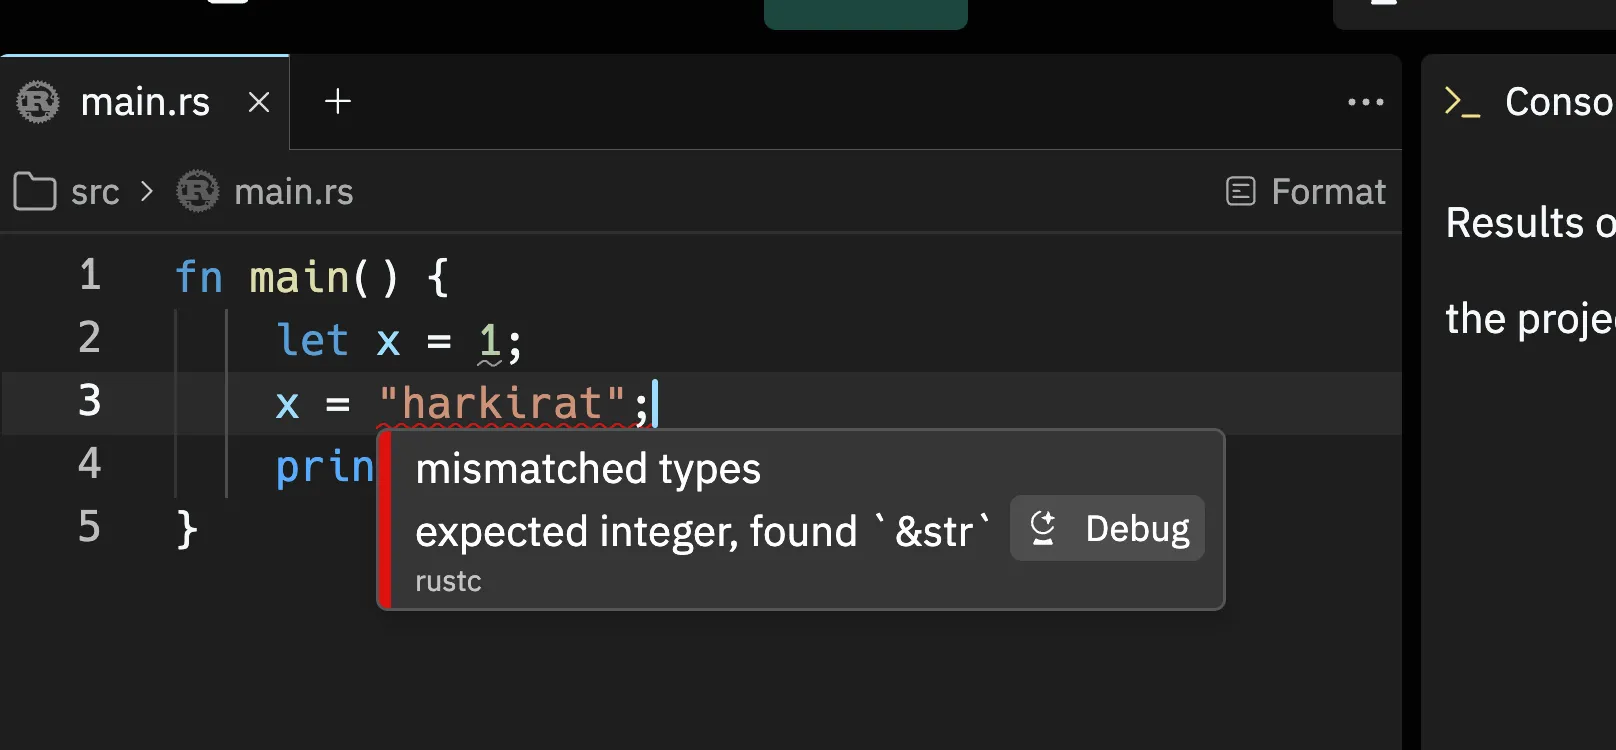 main.rs
Conso
src > main.rs
Format
Results o
the proje
1 fn main() {
2 let x = 1;
3 x = "harkirat";
4 prin
5 }
mismatched types
expected integer, found `&str`
Debug
rustc